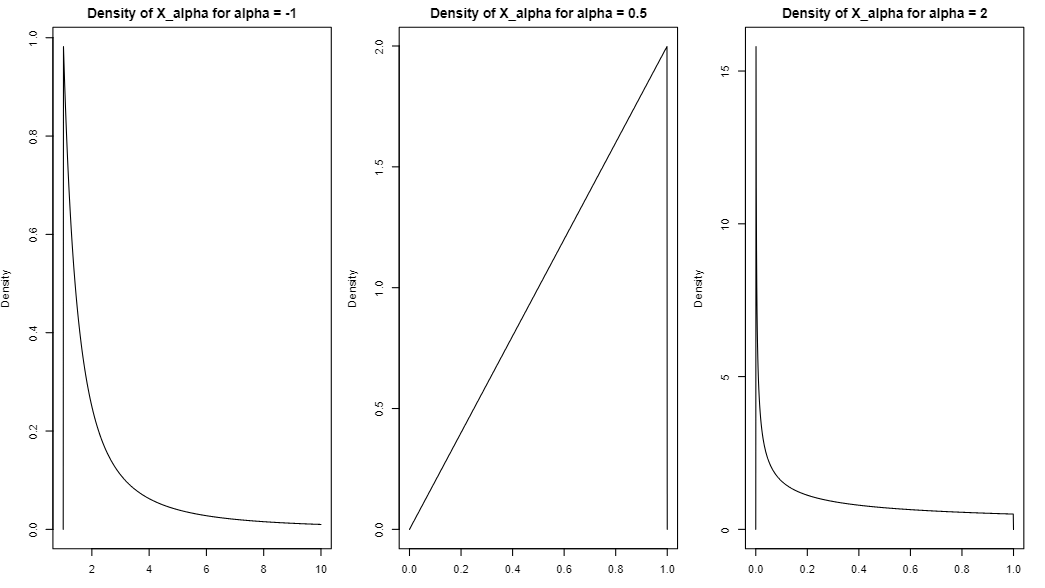 Density of X_alpha for alpha = -1
Density
0.0 0.2 0.4 0.6 0.8 1.0
2 4 6 8 10
Density of X_alpha for alpha = 0.5
Density
0.0 0.5 1.0 1.5 2.0
0.0 0.2 0.4 0.6 0.8 1.0
Density of X_alpha for alpha = 2
Density
0 5 10 15
0.0 0.2 0.4 0.6 0.8 1.0